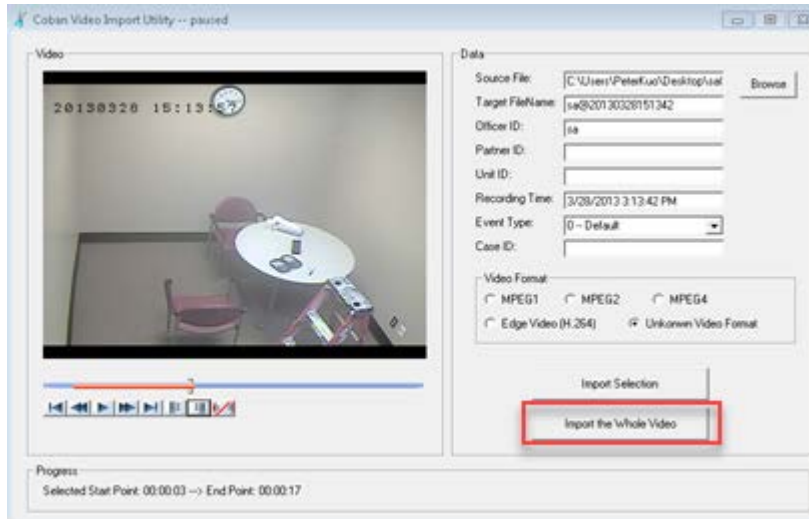 Coban Video Import Utility -- paused
Video
20130328 15:13:57
Data
Source File: C:\Users\PeterKuo\Desktop\sa
Browse
Target FileName: sa@20130328151342
Officer ID: sa
Partner ID:
Unit ID:
Recording Time: 3/28/2013 3:13:42 PM
Event Type: 0 - Default
Case ID:
Video Format
MPEG1 MPEG2 MPEG4
Edge Video (H.264) Unkonwn Video Format
Import Selection
Import the Whole Video
Progress
Selected Start Point: 00:00:03 --> End Point: 00:00:17